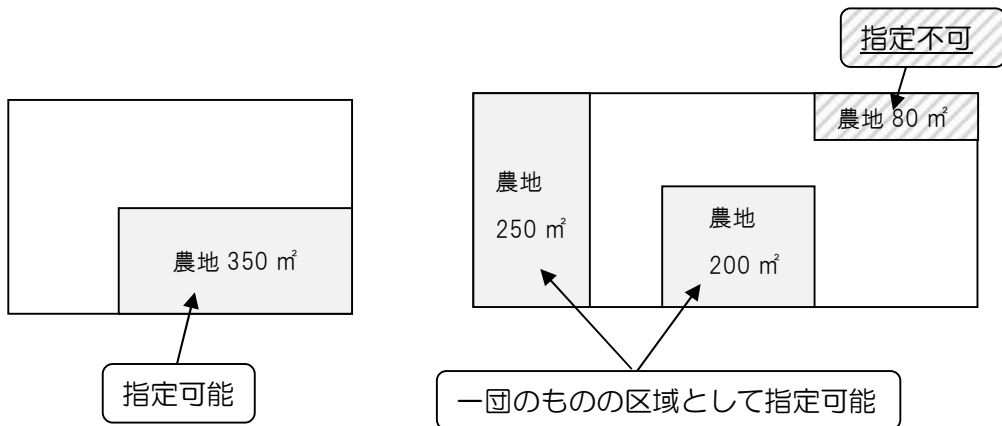 指定不可
農地 80 ㎡
農地
250 ㎡
農地
200 ㎡
農地 350 ㎡
指定可能
一団のものの区域として指定可能